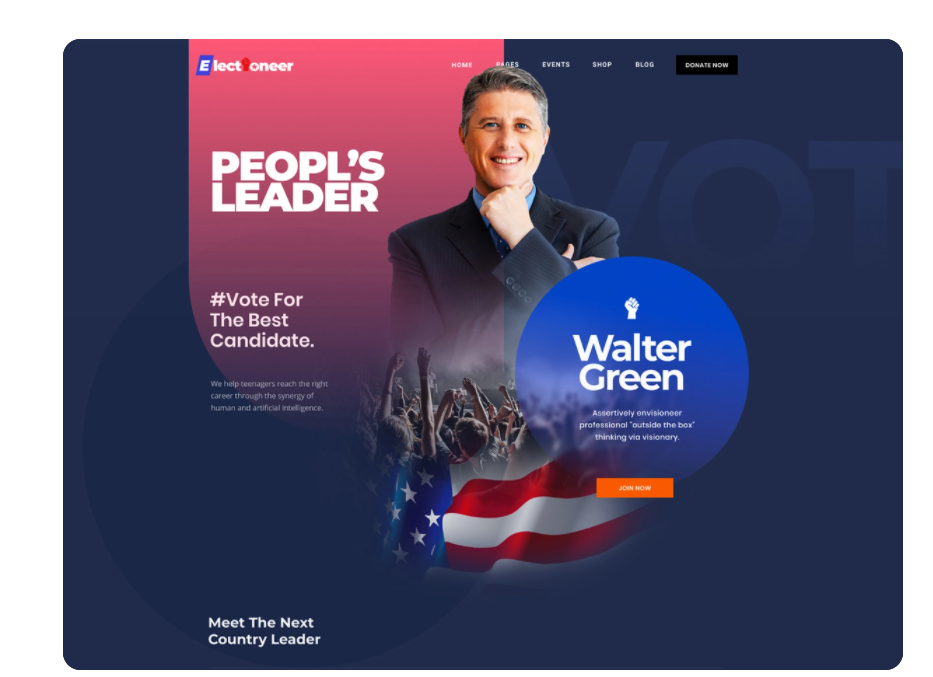 Electioneer
HOME PAGES EVENTS SHOP BLOG DONATE NOW
VOT
PEOPL'S
LEADER
#Vote For
The Best
Candidate.
We help teenagers reach the right
career through the synergy of
human and artificial intelligence.
Walter
Green
Assertively envisioneer
professional "outside the box"
thinking via visionary.
JOIN NOW
Meet The Next
Country Leader